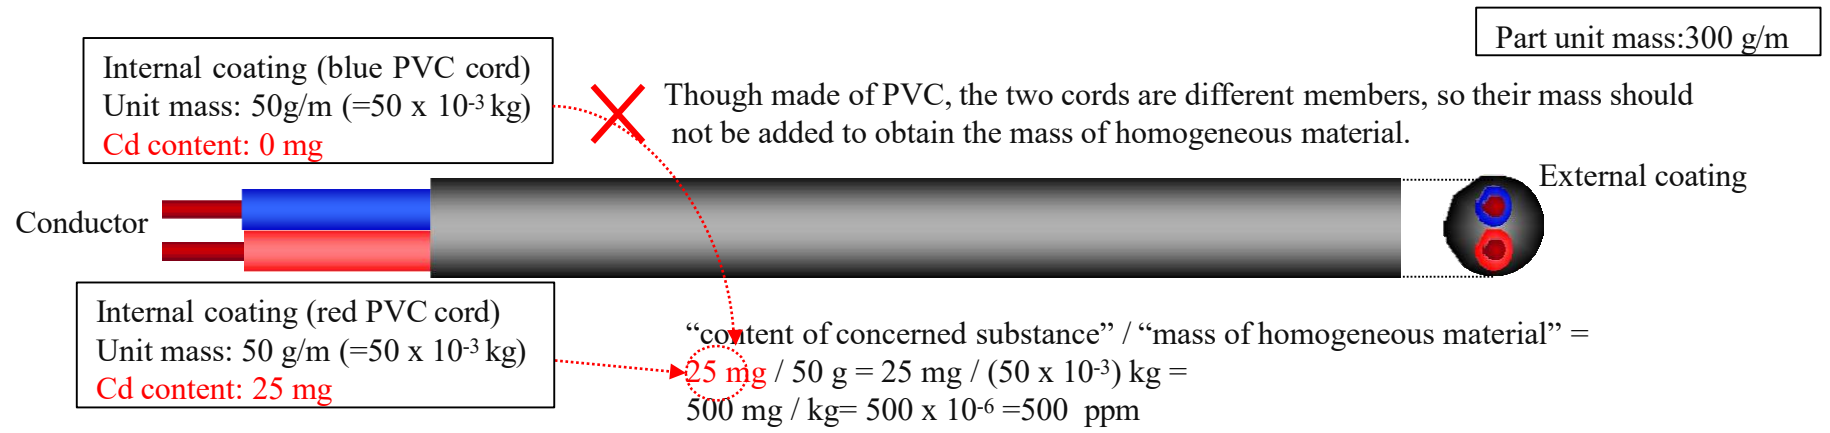 Part unit mass:300 g/m
Internal coating (blue PVC cord)
Unit mass: 50g/m (=50 x 10-3 kg)
Cd content: 0 mg
Though made of PVC, the two cords are different members, so their mass should
not be added to obtain the mass of homogeneous material.
External coating
Conductor
Internal coating (red PVC cord)
Unit mass: 50 g/m (=50 x 10-3 kg)
Cd content: 25 mg
“content of concerned substance” / “mass of homogeneous material” =
25 mg / 50 g = 25 mg / (50 x 10-3) kg =
500 mg / kg= 500 x 10-6 =500 ppm